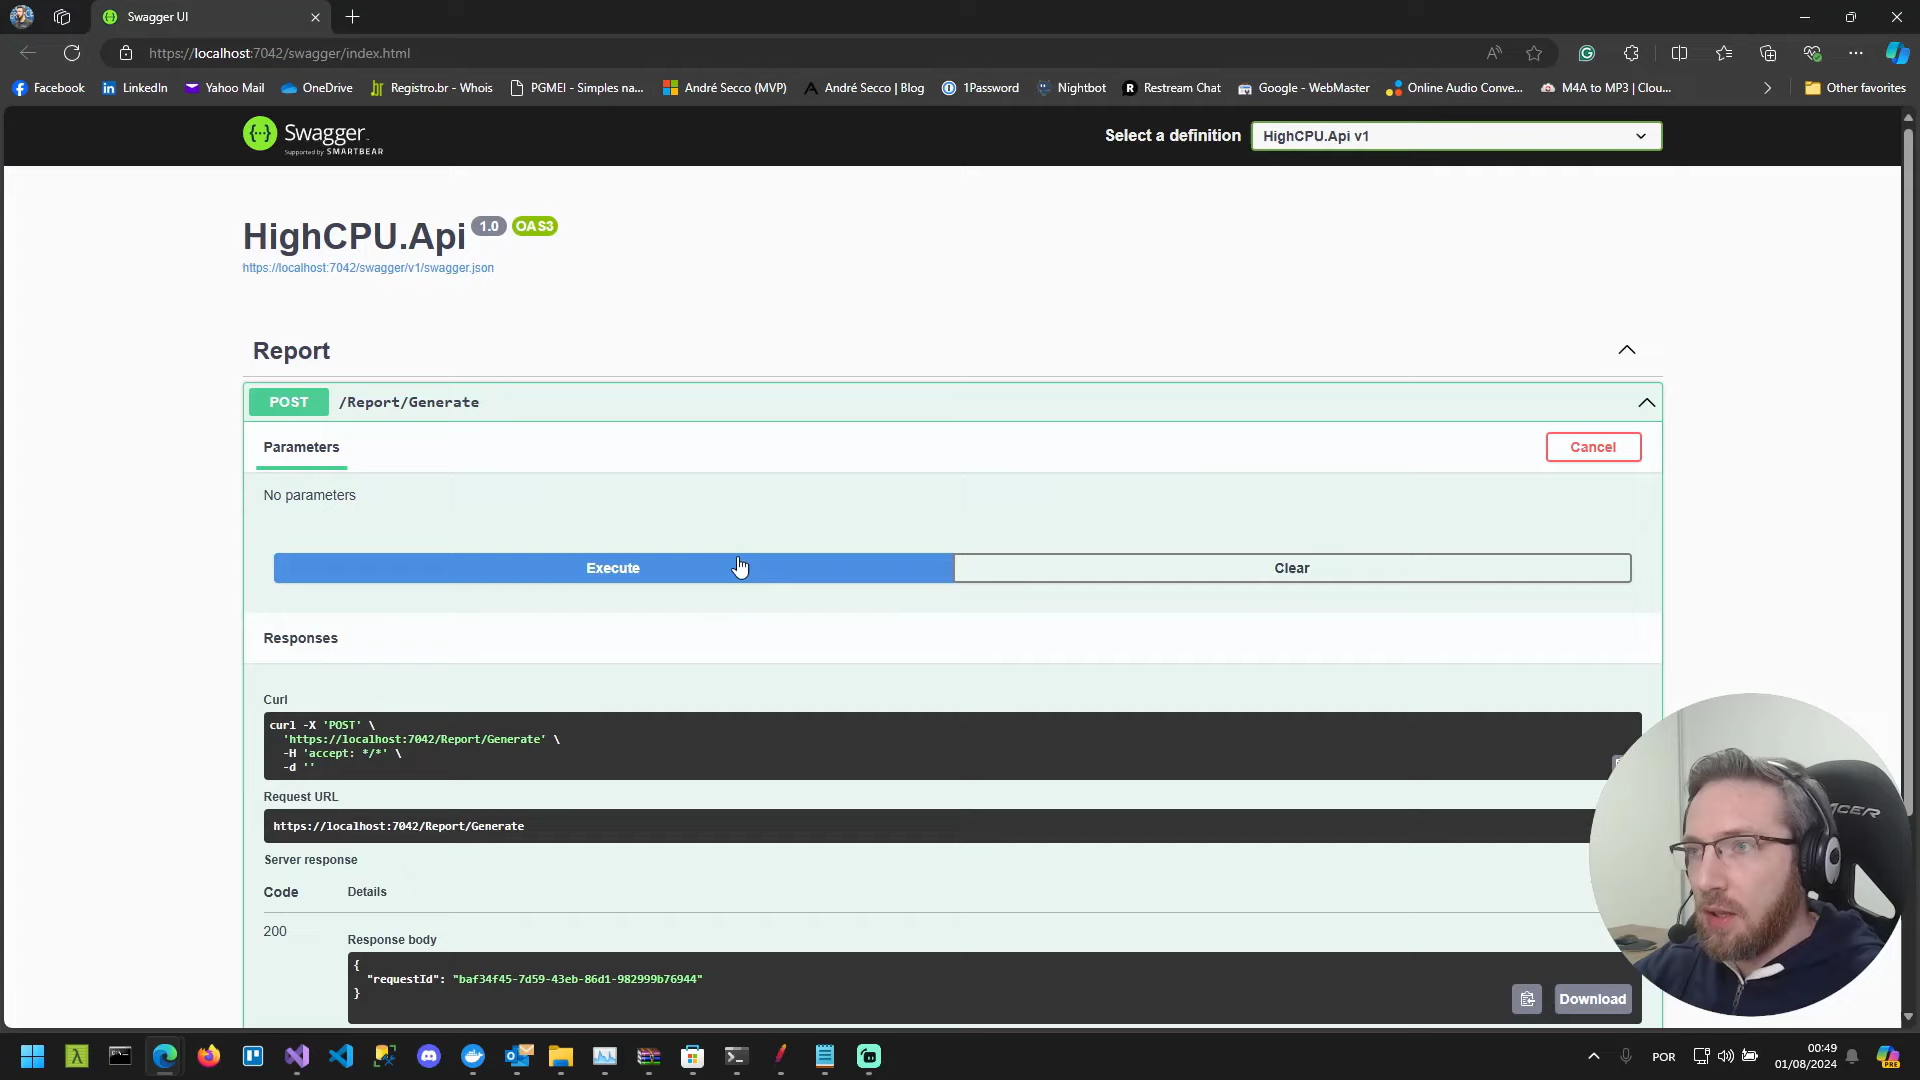 Swagger UI
https://localhost:7042/swagger/index.html
Facebook
LinkedIn
Yahoo Mail
OneDrive
Registro.br - Whois
PGMEI - Simples na...
André Secco (MVP)
André Secco | Blog
1Password
Nightbot
Restream Chat
Google - WebMaster
Online Audio Conve...
M4A to MP3 | Clou...
Other favorites
Swagger
Supported by SMARTBEAR
Select a definition
HighCPU.Api v1
HighCPU.Api 1.0 OAS3
https://localhost:7042/swagger/v1/swagger.json
Report
POST /Report/Generate
Parameters
Cancel
No parameters
Execute
Clear
Responses
Curl
curl -X 'POST' \
'https://localhost:7042/Report/Generate' \
-H 'accept: */*' \
-d ''
Request URL
https://localhost:7042/Report/Generate
Server response
Code
Details
200
Response body
{
"requestId": "baf34f45-7d59-43eb-86d1-982999b76944"
}
Download
POR
00:49
01/08/2024